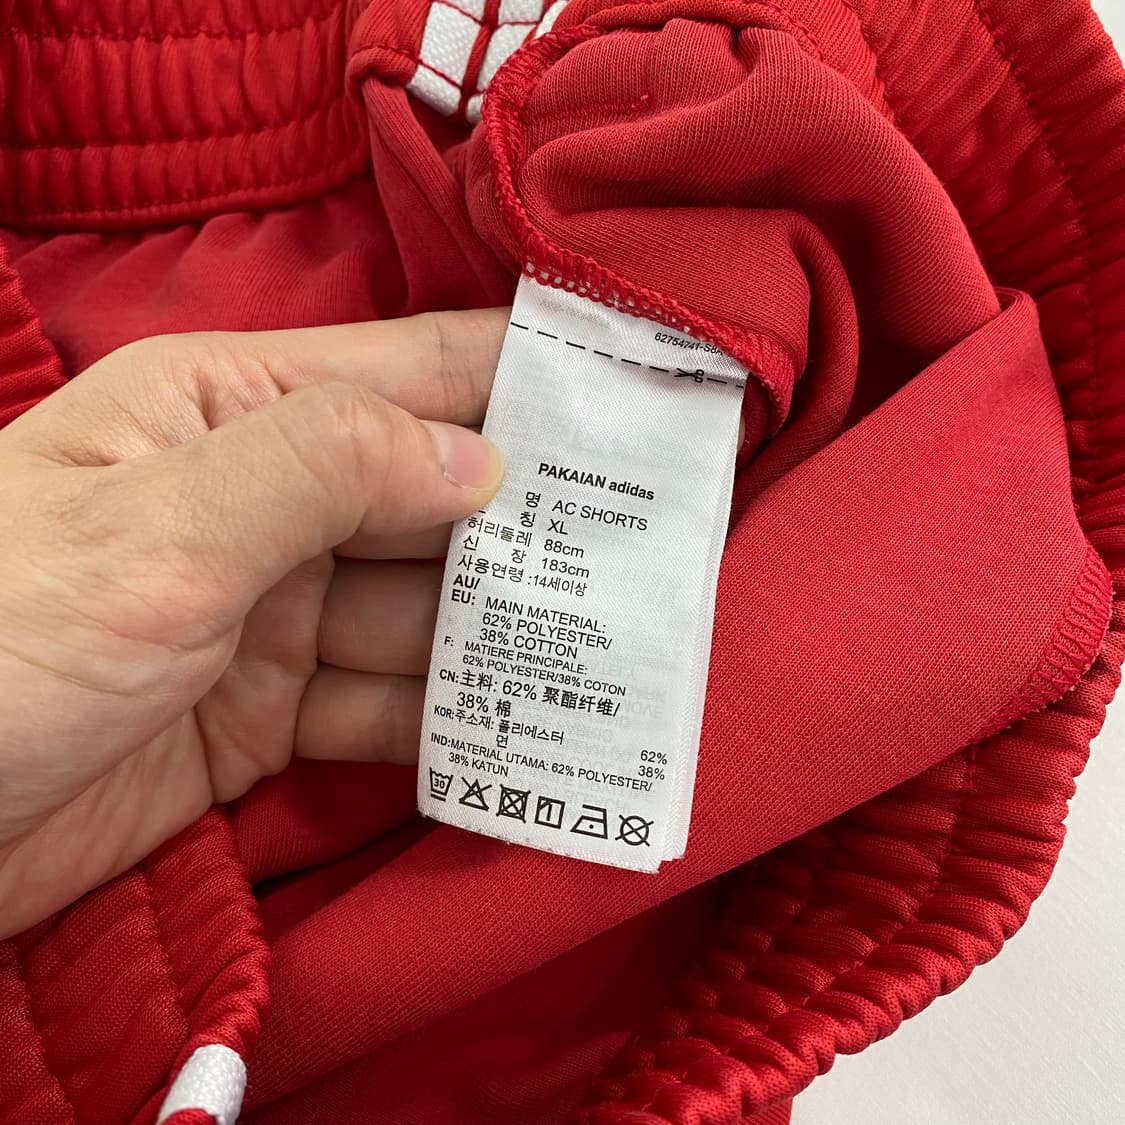 62754741-S8A
PAKAIAN adidas
명 AC SHORTS
칭 XL
허리둘레 88cm
신 장 183cm
사용연령 :14세이상
AU/
EU: MAIN MATERIAL:
62% POLYESTER/
38% COTTON
F: MATIERE PRINCIPALE:
62% POLYESTER/38% COTON
CN:主料: 62% 聚酯纤维/
38% 棉
KOR:주소재: 폴리에스터 62%
면 38%
IND:MATERIAL UTAMA: 62% POLYESTER/
38% KATUN
30